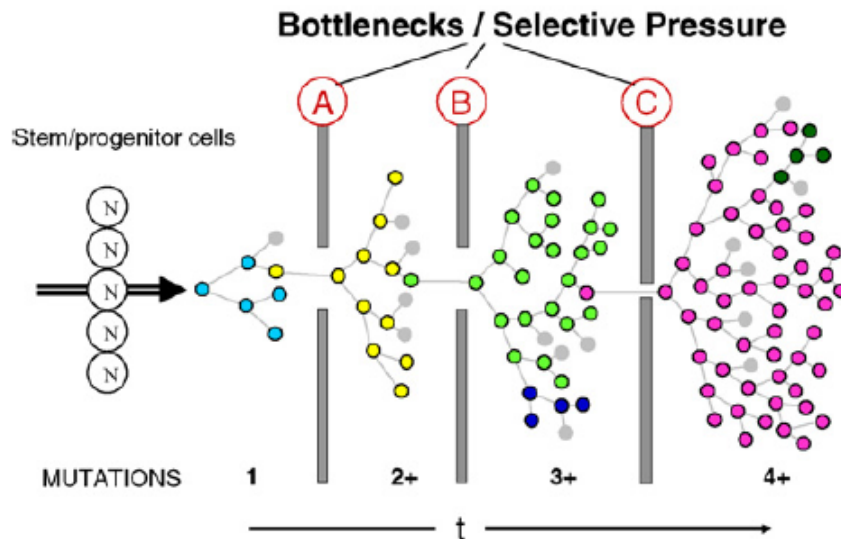 Bottlenecks / Selective Pressure
A B C
Stem/progenitor cells
N
N
N
N
N
MUTATIONS 1 2+ 3+ 4+
t